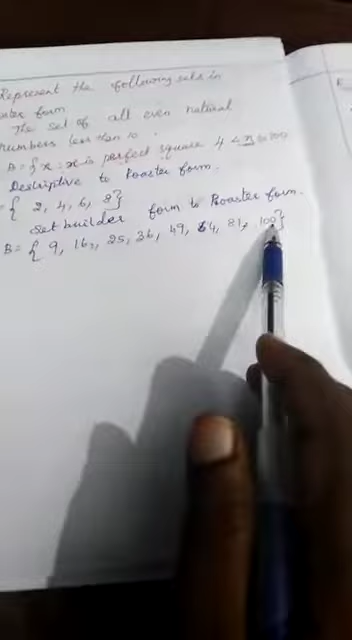 Represent the following sets in
form
The set of all even natural
numbers less than 10.
B = {x : x is perfect square 4 < x ≤ 100
Descriptive to Roaster form.
= { 2, 4, 6, 8}
Set builder form to Roaster form.
B = { 9, 16, 25, 36, 49, 64, 81, 100}